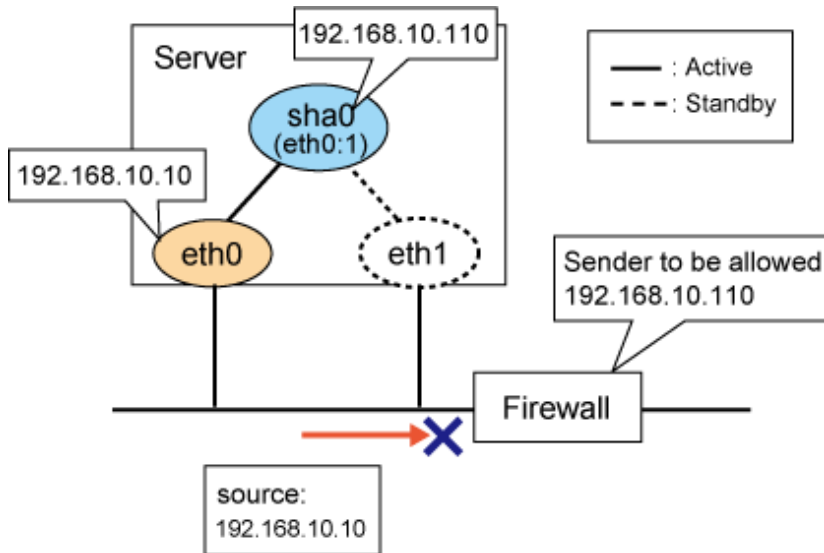 192.168.10.110
Server
: Active
: Standby
sha0
(eth0:1)
192.168.10.10
eth0
eth1
Sender to be allowed
192.168.10.110
Firewall
source:
192.168.10.10